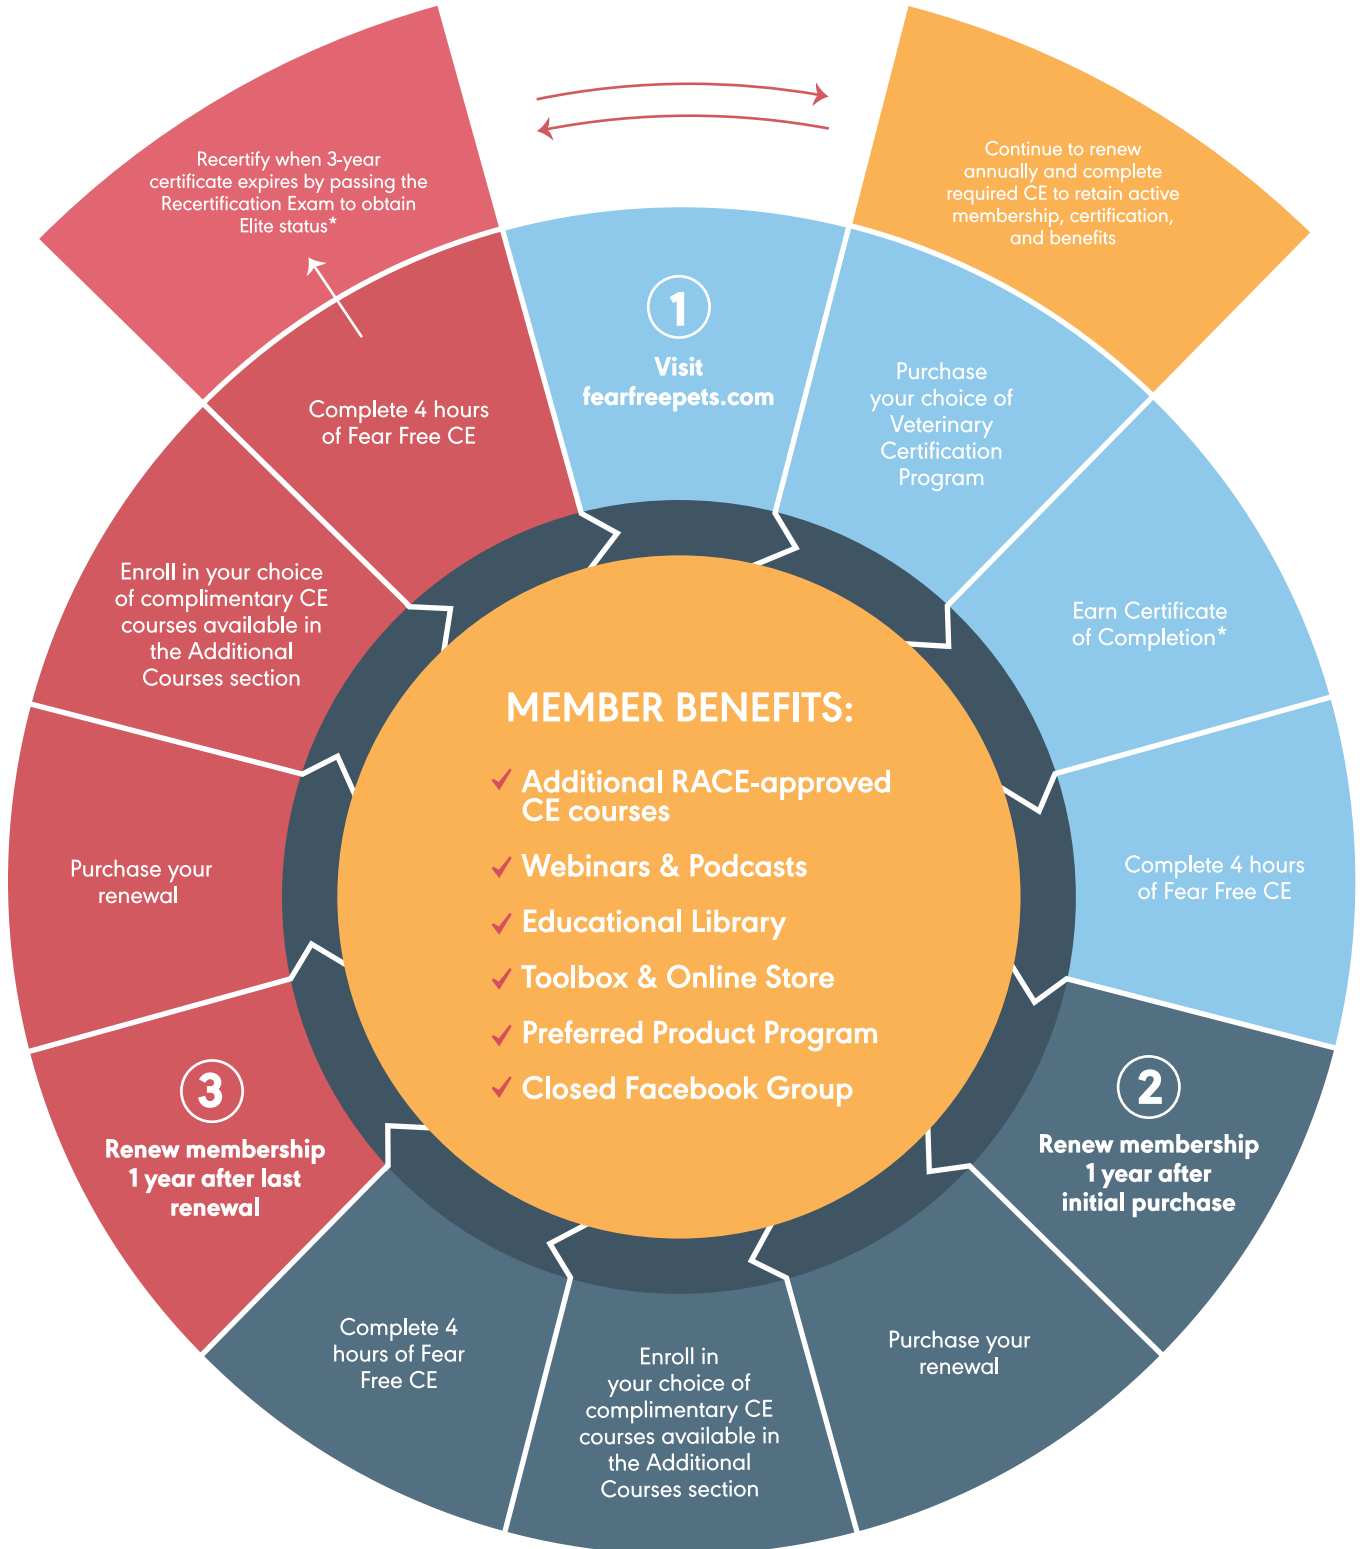 Recertify when 3-year
certificate expires by passing the
Recertification Exam to obtain
Elite status*
Continue to renew
annually and complete
required CE to retain active
membership, certification,
and benefits
1
Visit
fearfreepets.com
Purchase
your choice of
Veterinary
Certification
Program
Earn Certificate
of Completion*
Complete 4 hours
of Fear Free CE
2
Renew membership
1 year after
initial purchase
Purchase your
renewal
Enroll in
your choice of
complimentary CE
courses available in
the Additional
Courses section
Complete 4
hours of Fear
Free CE
3
Renew membership
1 year after last
renewal
Purchase your
renewal
Enroll in your choice
of complimentary CE
courses available in
the Additional
Courses section
Complete 4 hours
of Fear Free CE
MEMBER BENEFITS:
✓ Additional RACE-approved
CE courses
✓ Webinars & Podcasts
✓ Educational Library
✓ Toolbox & Online Store
✓ Preferred Product Program
✓ Closed Facebook Group